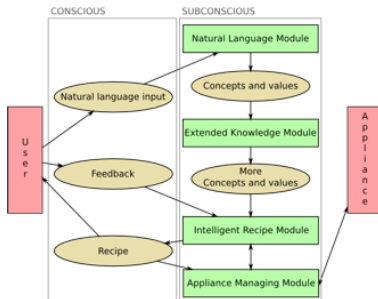 CONSCIOUS
SUBCONSCIOUS
Natural Language Module
Natural language input
Concepts and values
User
Extended Knowledge Module
Feedback
More
Concepts and values
Appliance
Intelligent Recipe Module
Recipe
Appliance Managing Module